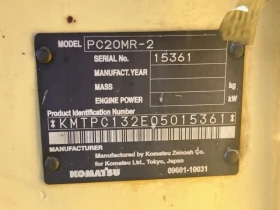 MODEL PC20MR-2
SERIAL No. 15361
MANUFACT.YEAR
MASS kg
ENGINE POWER kW
Product Identification Number
*KMTPC132E05015361*
MANUFACTURER
Manufactured by Komatsu Zenoah Co.
for Komatsu Ltd., Tokyo, Japan
KOMATSU 09681-10031